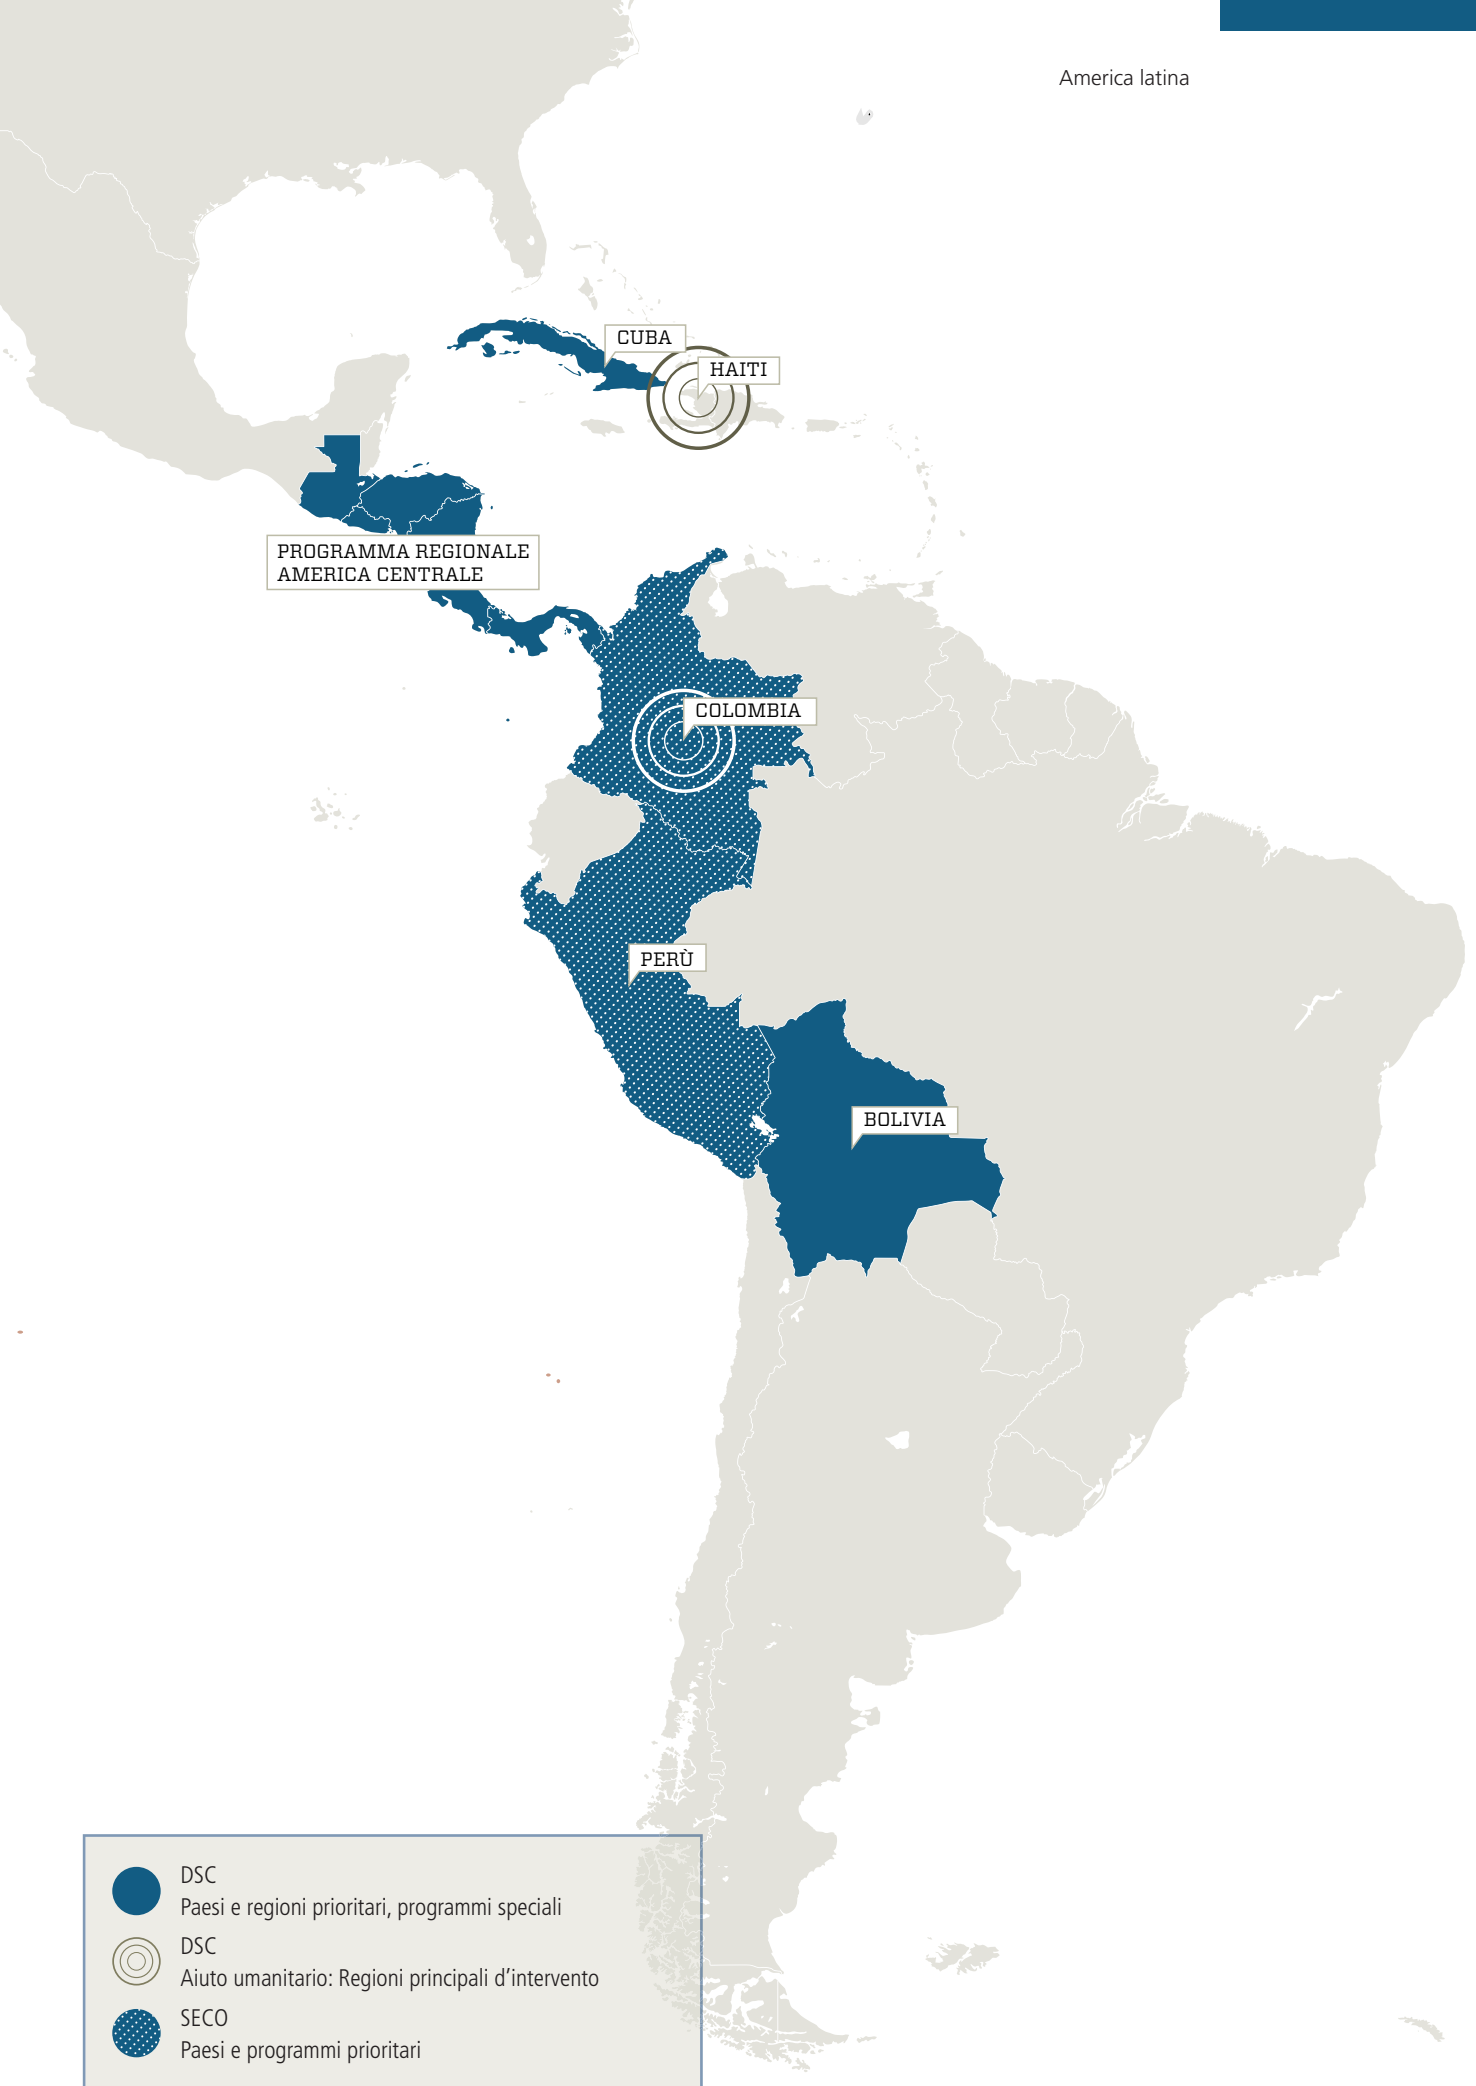 America latina
CUBA
HAITI
PROGRAMMA REGIONALE
AMERICA CENTRALE
COLOMBIA
PERÙ
BOLIVIA
DSC
Paesi e regioni prioritari, programmi speciali
DSC
Aiuto umanitario: Regioni principali d’intervento
SECO
Paesi e programmi prioritari